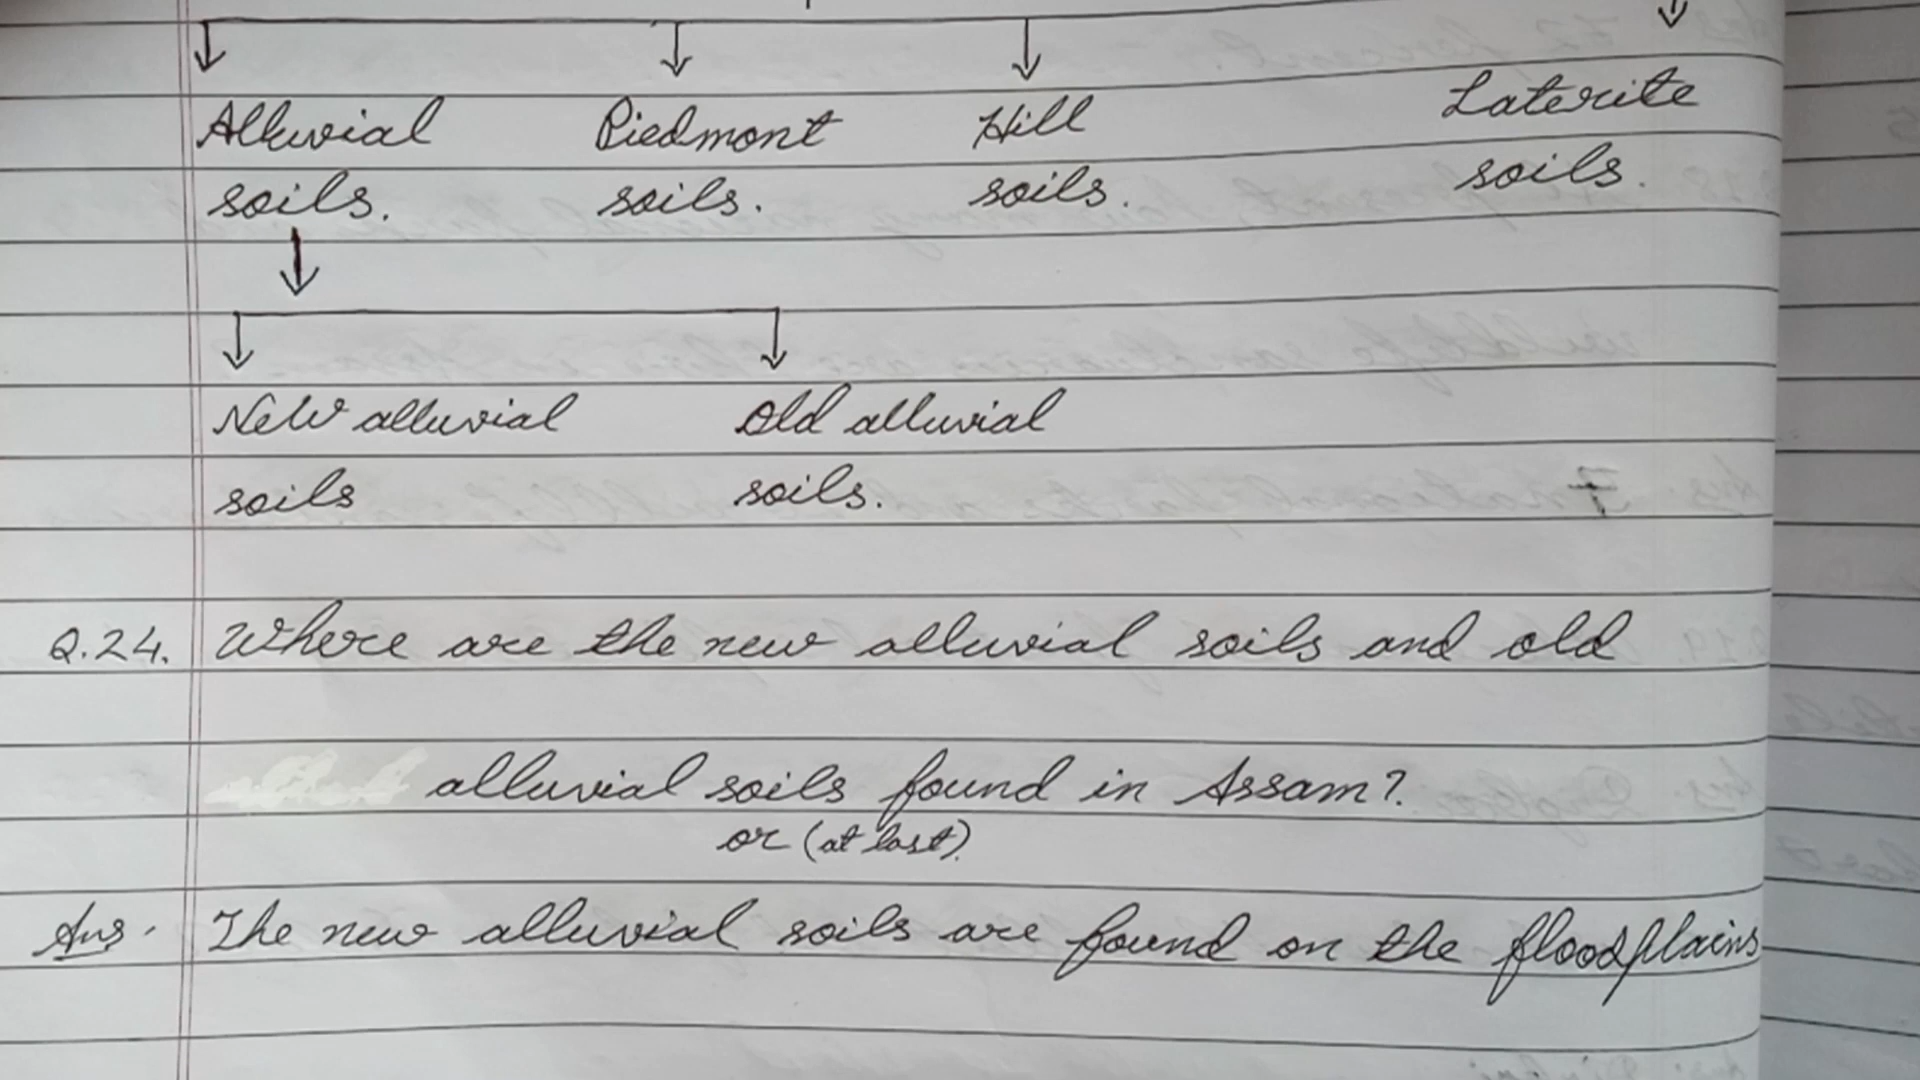 Alluvial Piedmont Hill Laterite
soils. soils. soils. soils.
New alluvial Old alluvial
soils soils.
Q.24. Where are the new alluvial soils and old
alluvial soils found in Assam?
or (at last)
Ans. The new alluvial soils are found on the floodplains